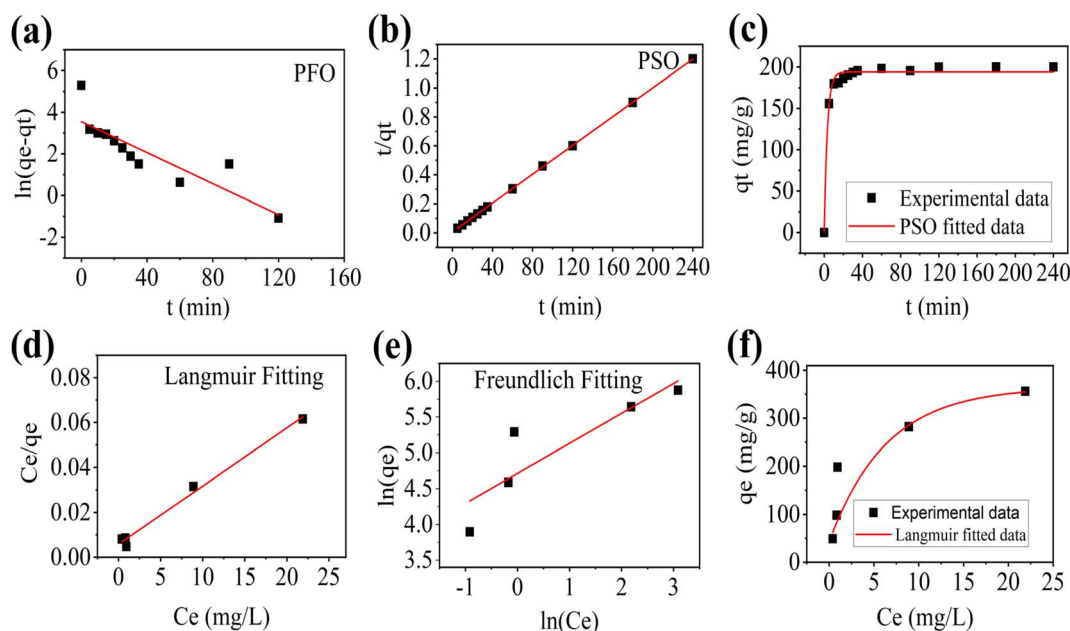 (a)
PFO
6
4
2
0
-2
ln(qe-qt)
0 40 80 120 160
t (min)
(b)
PSO
1.2
1.0
0.8
0.6
0.4
0.2
0.0
t/qt
0 40 80 120 160 200 240
t (min)
(c)
200
150
100
50
0
qt (mg/g)
Experimental data
PSO fitted data
0 40 80 120 160 200 240
t (min)
(d)
Langmuir Fitting
0.08
0.06
0.04
0.02
0.00
Ce/qe
0 5 10 15 20 25
Ce (mg/L)
(e)
Freundlich Fitting
6.0
5.5
5.0
4.5
4.0
3.5
ln(qe)
-1 0 1 2 3
ln(Ce)
(f)
400
300
200
100
0
qe (mg/g)
Experimental data
Langmuir fitted data
0 5 10 15 20 25
Ce (mg/L)